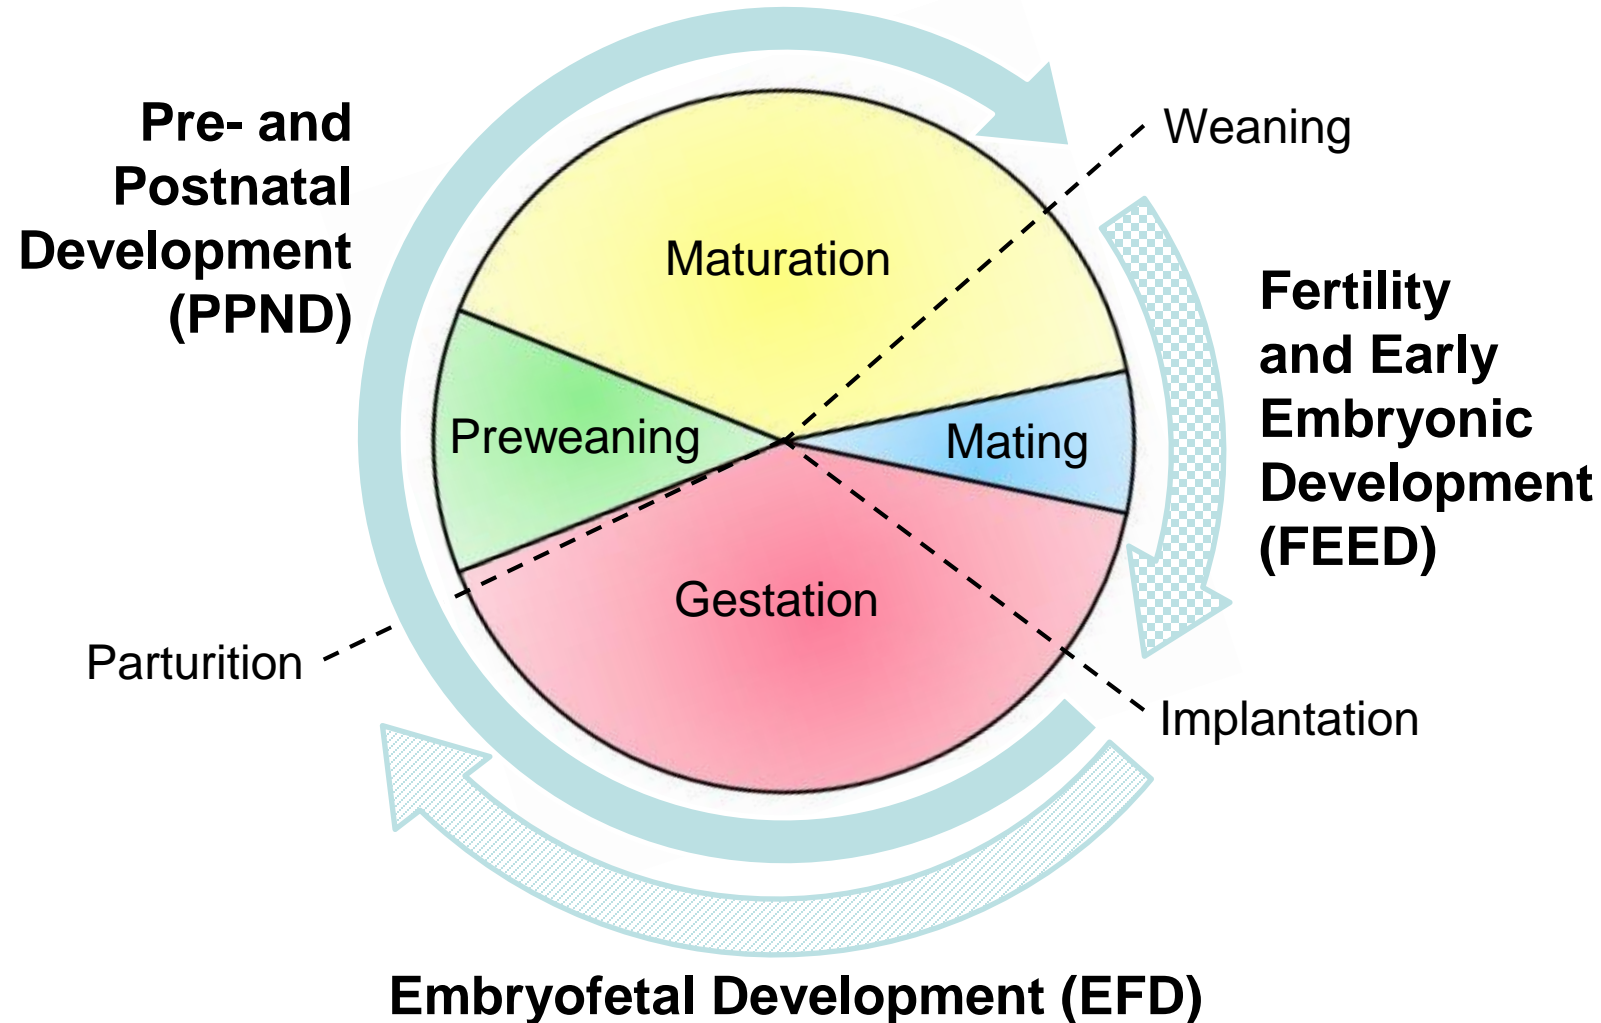 Pre- and
Postnatal
Development
(PPND)
Weaning
Maturation
Fertility
and Early
Embryonic
Development
(FEED)
Preweaning
Mating
Gestation
Parturition
Implantation
Embryofetal Development (EFD)